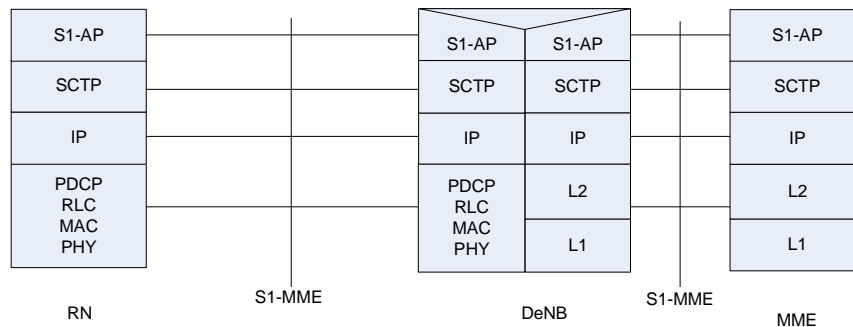 S1-AP
SCTP
IP
PDCP
RLC
MAC
PHY
RN
S1-MME
S1-AP
S1-AP
SCTP
SCTP
IP
IP
PDCP
RLC
MAC
PHY
L2
L1
DeNB
S1-MME
S1-AP
SCTP
IP
L2
L1
MME